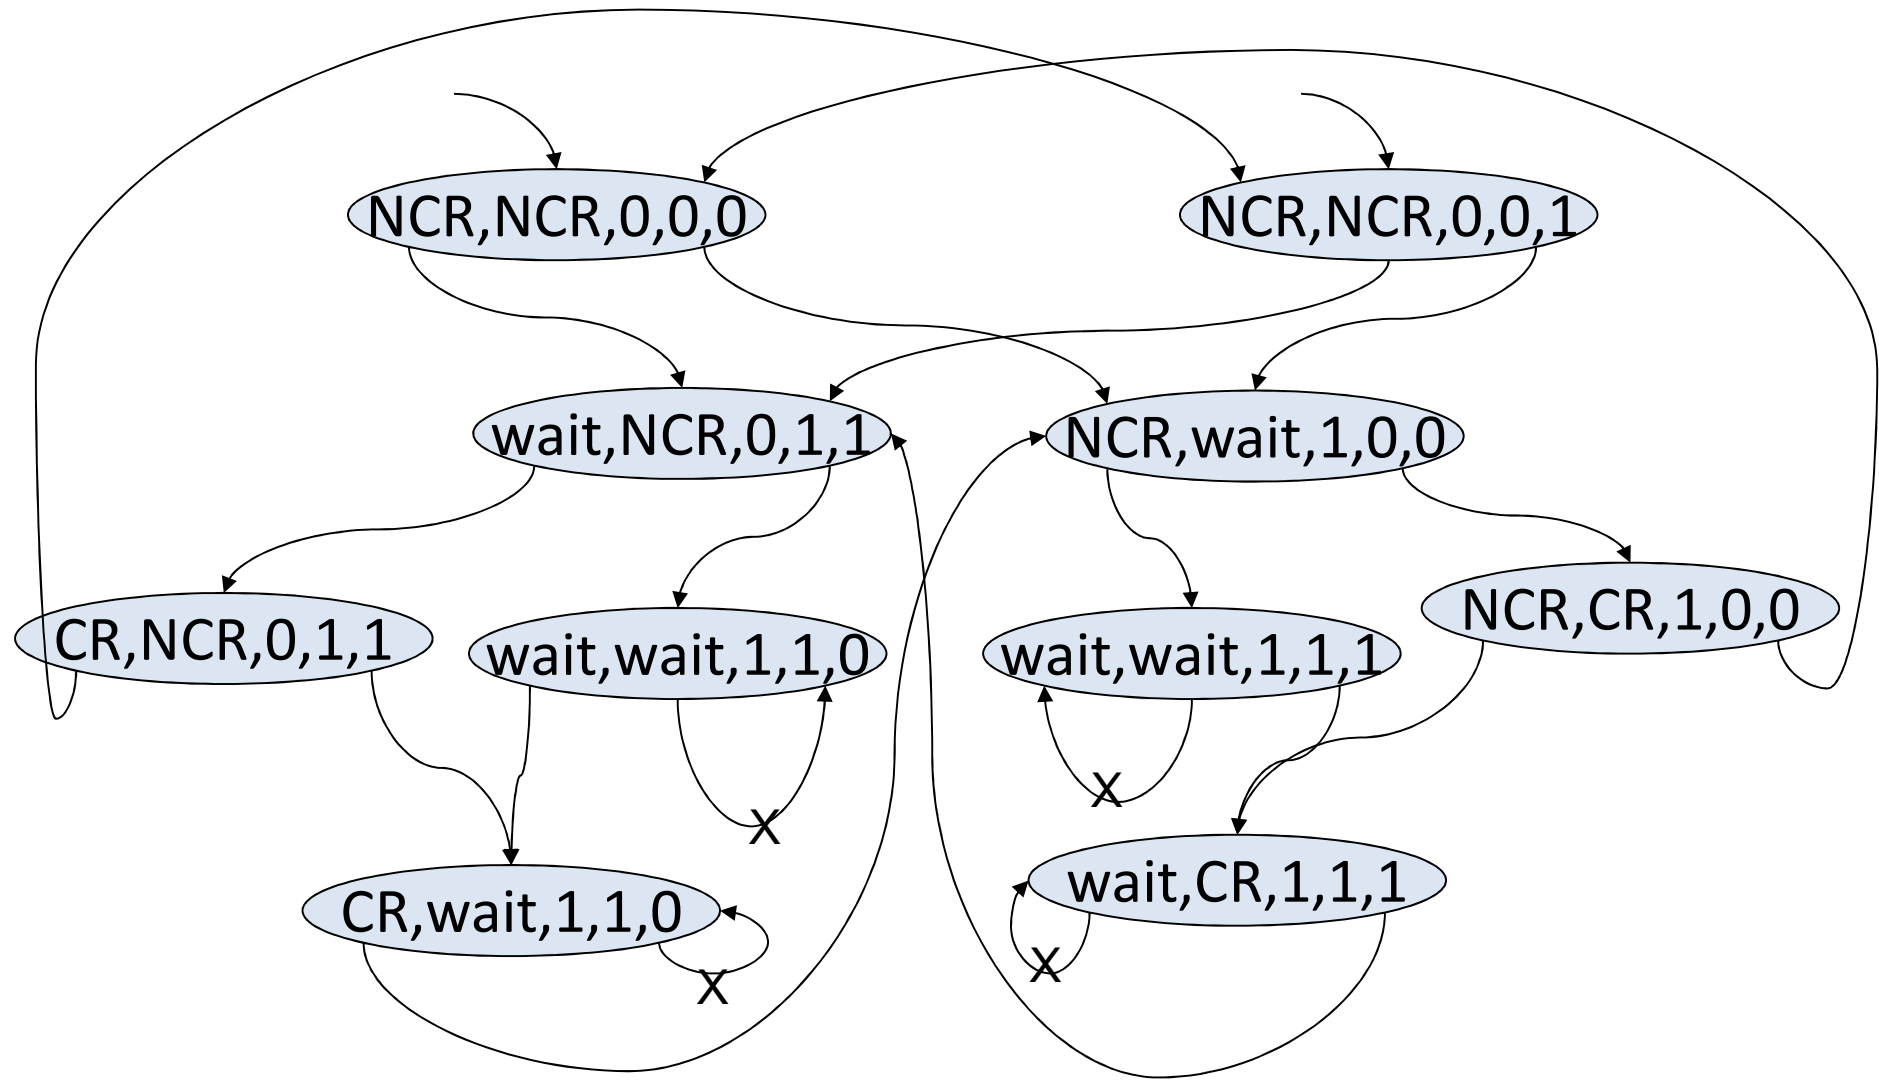 NCR,NCR,0,0,0
NCR,NCR,0,0,1
wait,NCR,0,1,1
NCR,wait,1,0,0
CR,NCR,0,1,1
wait,wait,1,1,0
wait,wait,1,1,1
NCR,CR,1,0,0
X
X
CR,wait,1,1,0
wait,CR,1,1,1
X
X